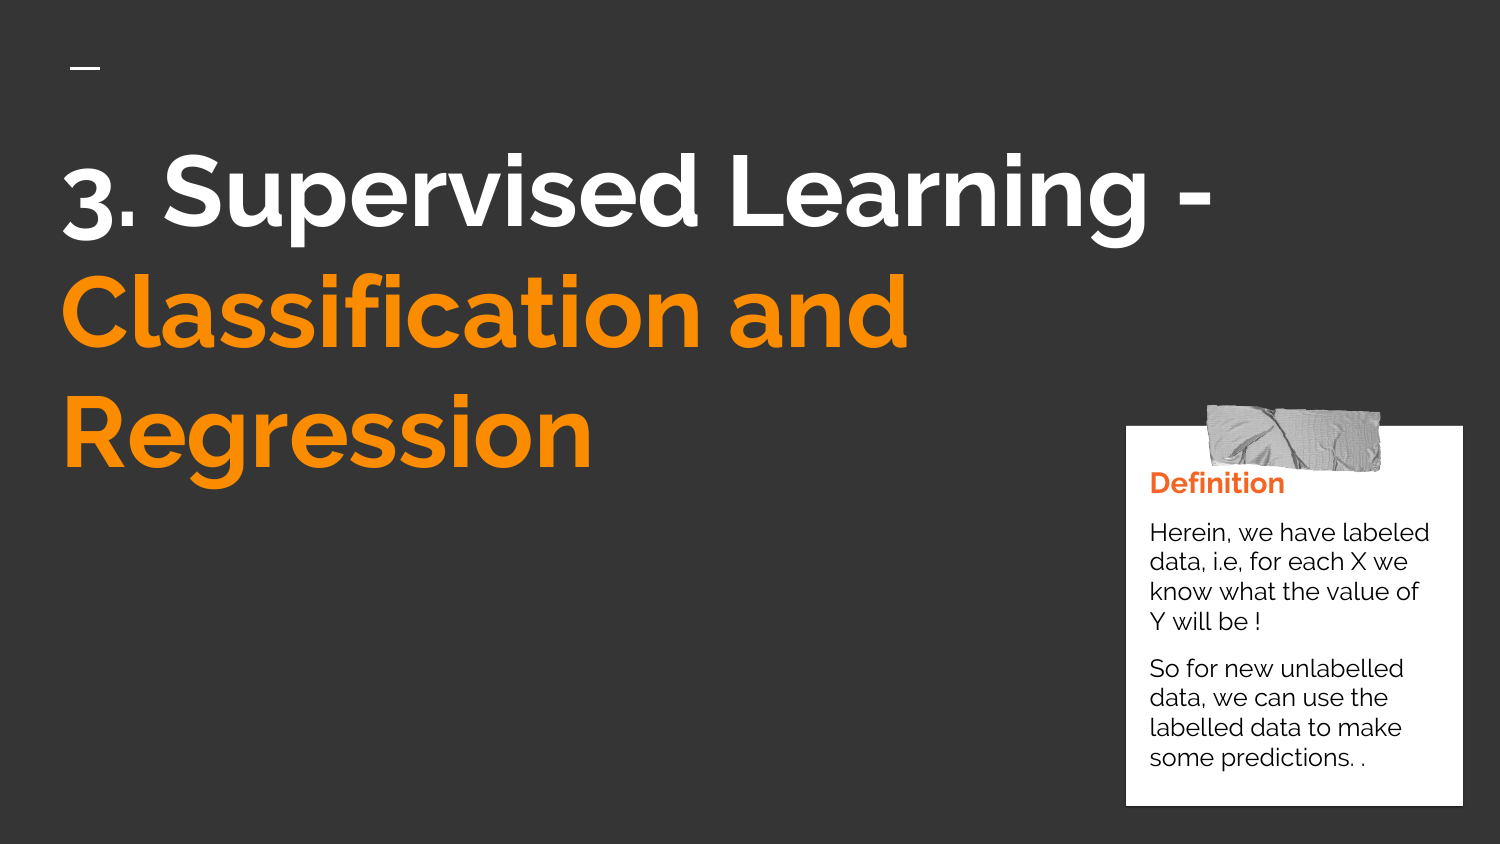 3. Supervised Learning -
Classification and
Regression
Definition
Herein, we have labeled
data, i.e, for each X we
know what the value of
Y will be !
So for new unlabelled
data, we can use the
labelled data to make
some predictions. .